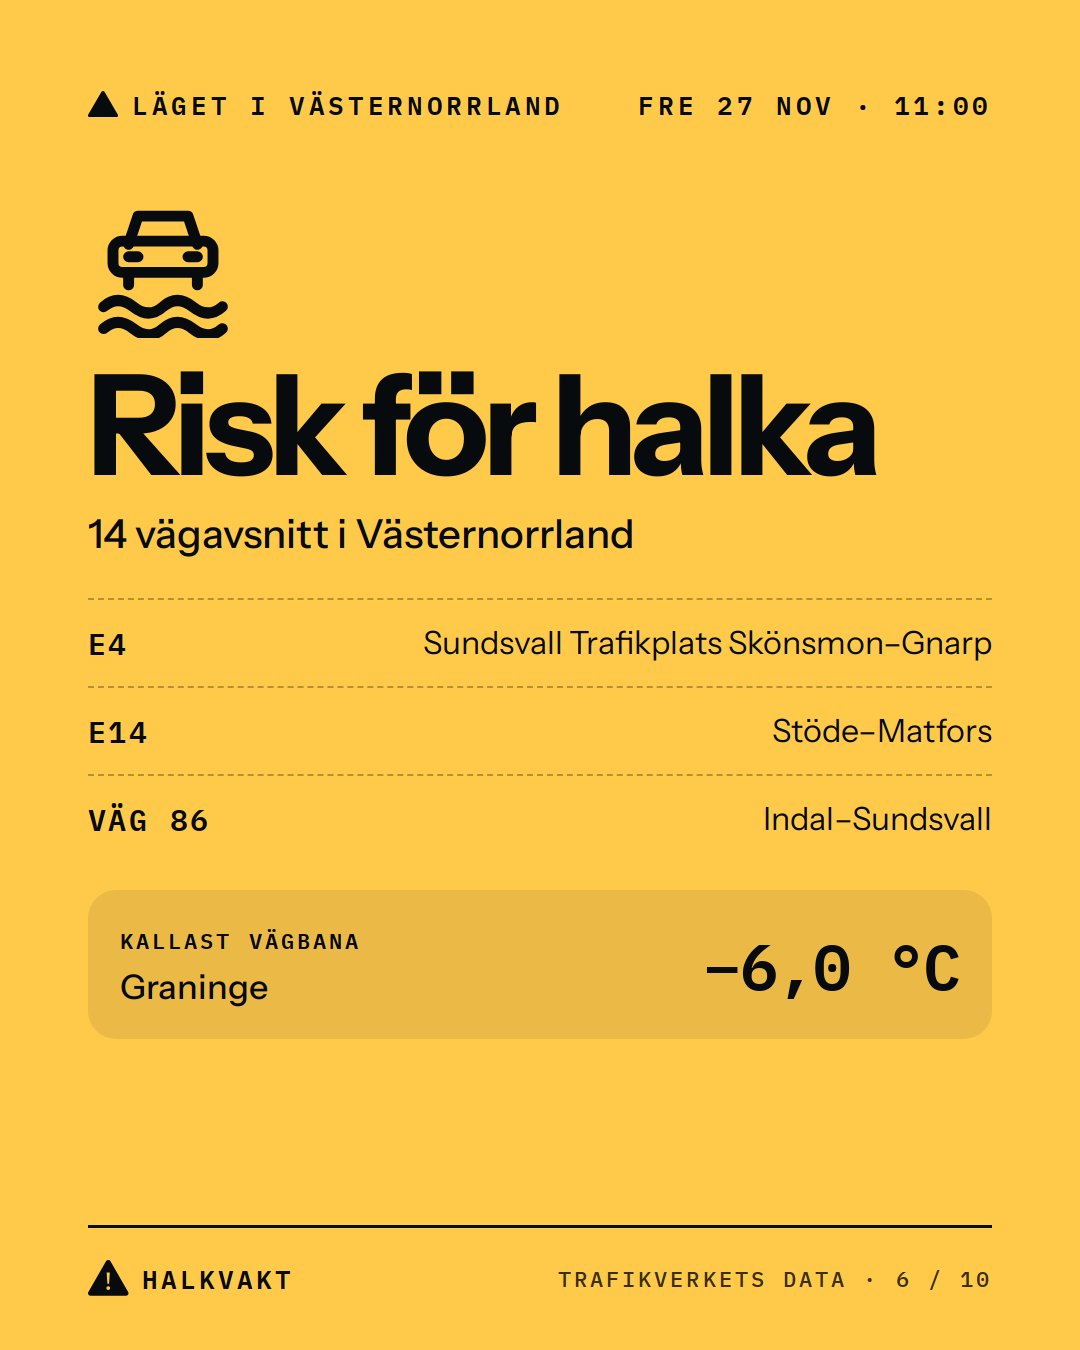 LÄGET I VÄSTERNORRLAND
FRE 27 NOV · 11:00
Risk för halka
14 vägavsnitt i Västernorrland
E4 Sundsvall Trafikplats Skönsmon–Gnarp
E14 Stöde–Matfors
VÄG 86 Indal–Sundsvall
KALLAST VÄGBANA
Graninge
−6,0 °C
HALKVAKT
TRAFIKVERKETS DATA · 6 / 10